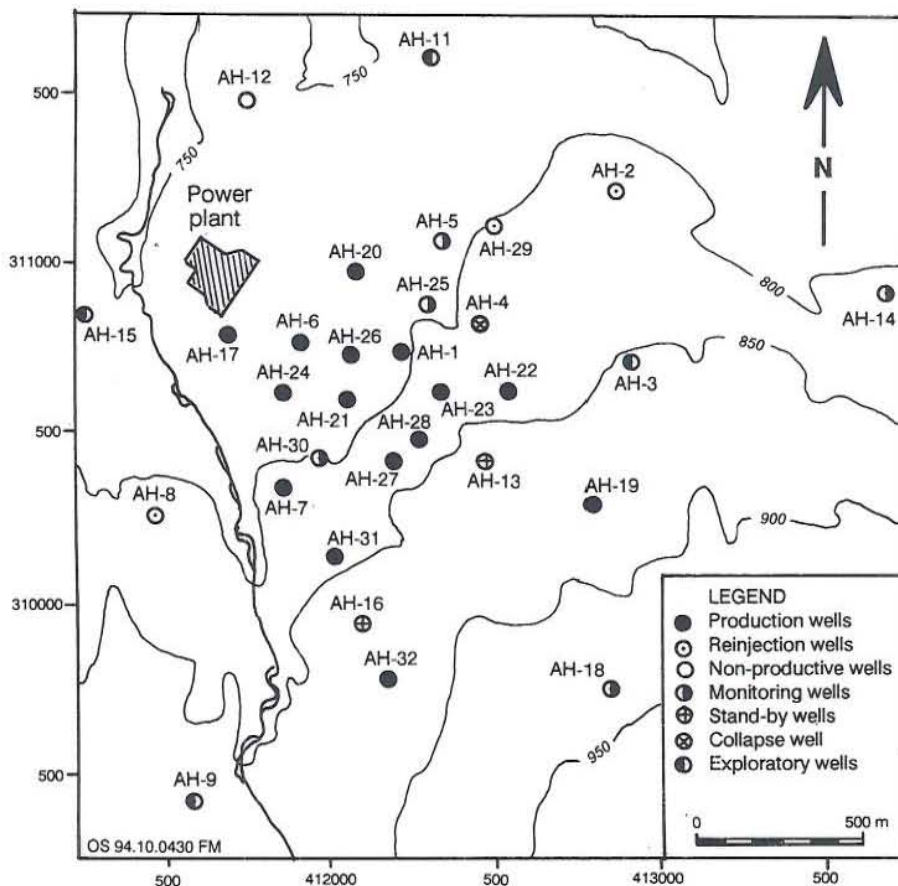 AH-11
750
AH-12
500
750
N
AH-2
Power
plant
AH-5
AH-29
AH-20
311000
800
AH-25
AH-4
AH-14
AH-15
AH-6
AH-26
AH-17
AH-1
850
AH-24
AH-22
AH-3
AH-21
AH-28
AH-23
500
AH-30
AH-27
AH-13
AH-19
AH-8
AH-7
900
AH-31
310000
AH-16
AH-32
AH-18
950
500
AH-9
LEGEND
Production wells
Reinjection wells
Non-productive wells
Monitoring wells
Stand-by wells
Collapse well
Exploratory wells
0
500 m
OS 94.10.0430 FM
500
412000
500
413000
500